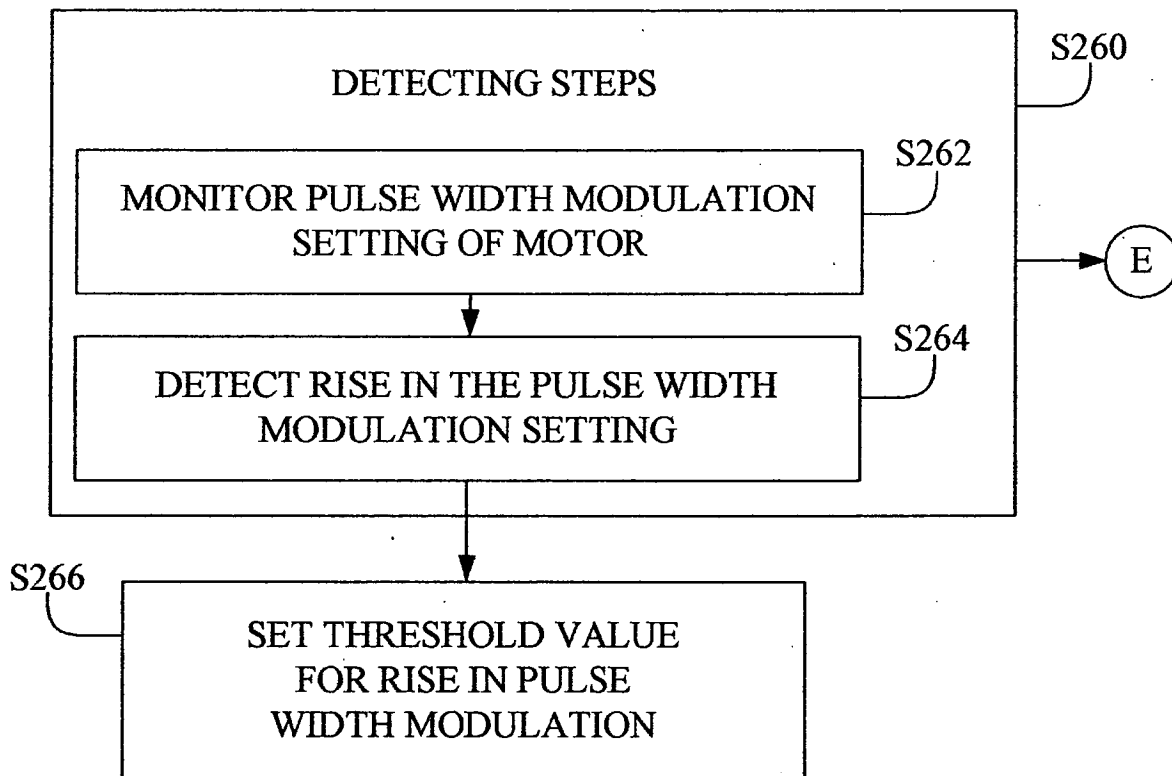 S260
DETECTING STEPS
S262
MONITOR PULSE WIDTH MODULATION
SETTING OF MOTOR
E
S264
DETECT RISE IN THE PULSE WIDTH
MODULATION SETTING
S266
SET THRESHOLD VALUE
FOR RISE IN PULSE
WIDTH MODULATION